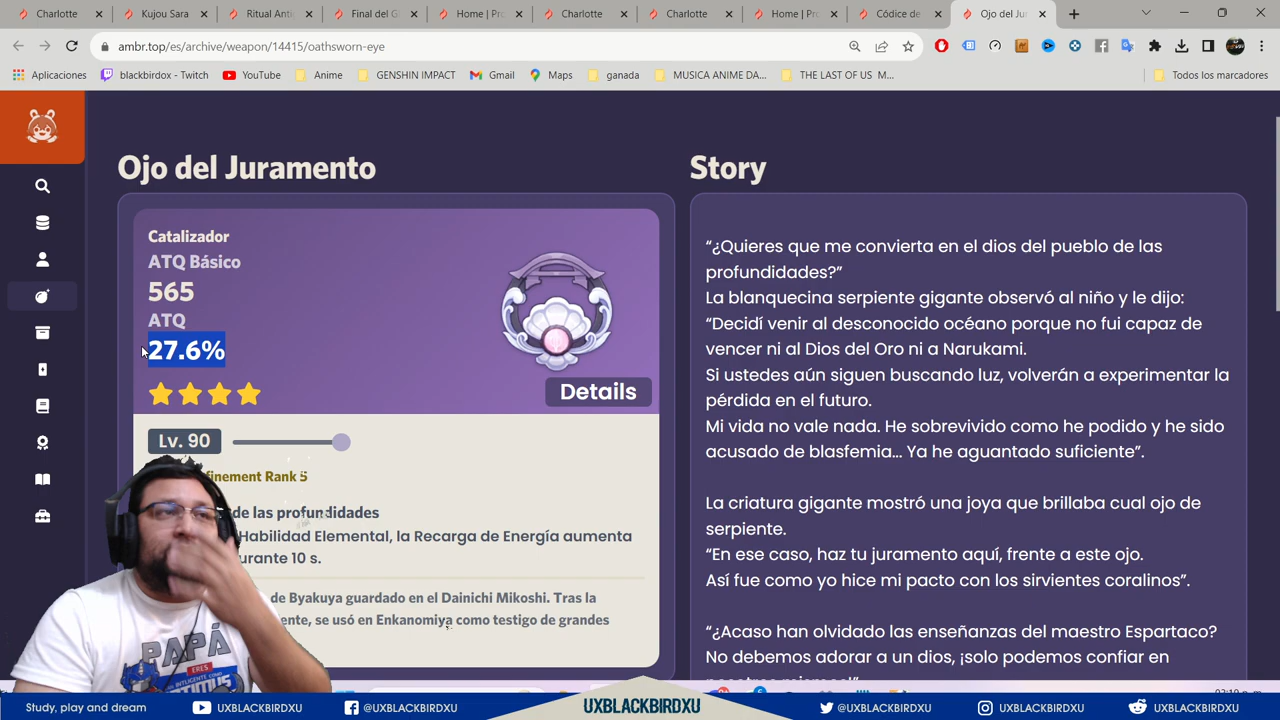 Charlotte
Kujou Sara
Ritual Anti
Final del G
Home | Pro
Charlotte
Charlotte
Home | Pro
Códice de
Ojo del Jur
ambr.top/es/archive/weapon/14415/oathsworn-eye
Aplicaciones
blackbirdox - Twitch
YouTube
Anime
GENSHIN IMPACT
Gmail
Maps
ganada
MUSICA ANIME DA...
THE LAST OF US M...
Todos los marcadores
Ojo del Juramento
Catalizador
ATQ Básico
565
ATQ
27.6%
Details
Lv. 90
finement Rank 5
de las profundidades
Habilidad Elemental, la Recarga de Energía aumenta
urante 10 s.
de Byakuya guardado en el Dainichi Mikoshi. Tras la
ente, se usó en Enkanomiya como testigo de grandes
Story
“¿Quieres que me convierta en el dios del pueblo de las
profundidades?”
La blanquecina serpiente gigante observó al niño y le dijo:
“Decidí venir al desconocido océano porque no fui capaz de
vencer ni al Dios del Oro ni a Narukami.
Si ustedes aún siguen buscando luz, volverán a experimentar la
pérdida en el futuro.
Mi vida no vale nada. He sobrevivido como he podido y he sido
acusado de blasfemia... Ya he aguantado suficiente”.
La criatura gigante mostró una joya que brillaba cual ojo de
serpiente.
“En ese caso, haz tu juramento aquí, frente a este ojo.
Así fue como yo hice mi pacto con los sirvientes coralinos”.
“¿Acaso han olvidado las enseñanzas del maestro Espartaco?
No debemos adorar a un dios, ¡solo podemos confiar en
PAPÁ
ERES
Study, play and dream
UXBLACKBIRDXU
@UXBLACKBIRDXU
UXBLACKBIRDXU
@UXBLACKBIRDXU
UXBLACKBIRDXU
@UXBLACKBIRDXU